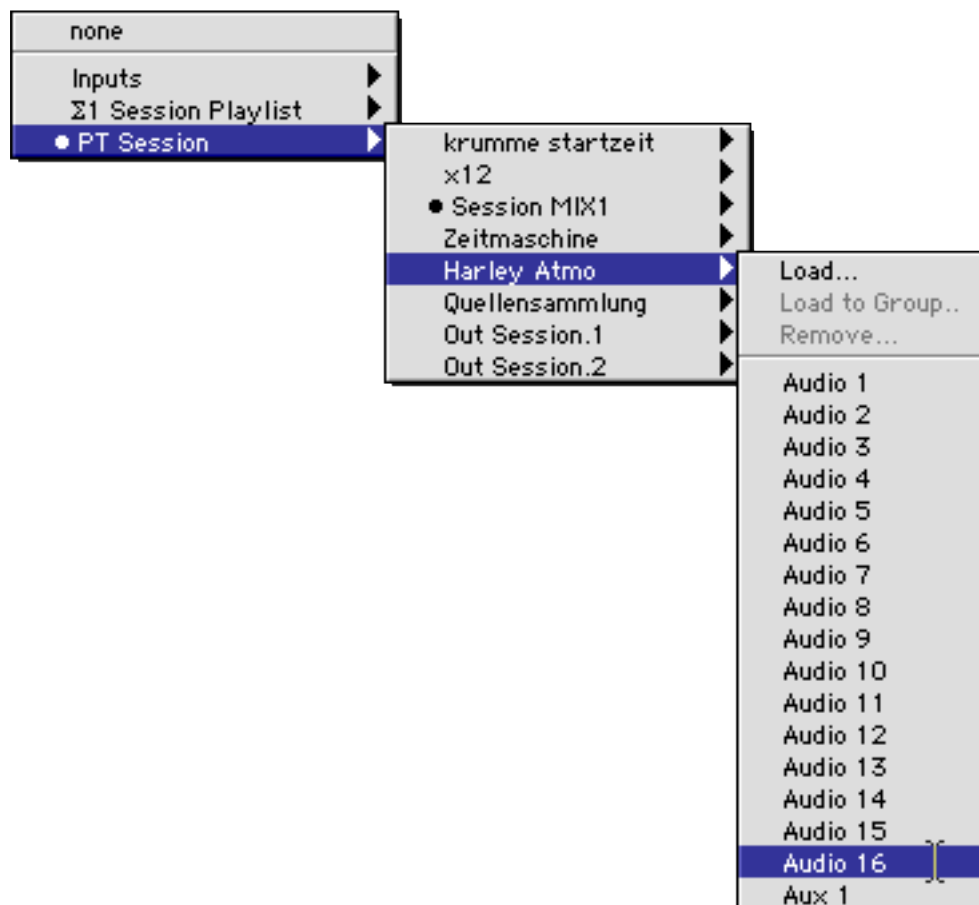 none
Inputs
Σ1 Session Playlist
● PT Session
krumme startzeit
x12
● Session MIX1
Zeitmaschine
Harley Atmo
Quellensammlung
Out Session.1
Out Session.2
Load...
Load to Group..
Remove...
Audio 1
Audio 2
Audio 3
Audio 4
Audio 5
Audio 6
Audio 7
Audio 8
Audio 9
Audio 10
Audio 11
Audio 12
Audio 13
Audio 14
Audio 15
Audio 16
Aux 1